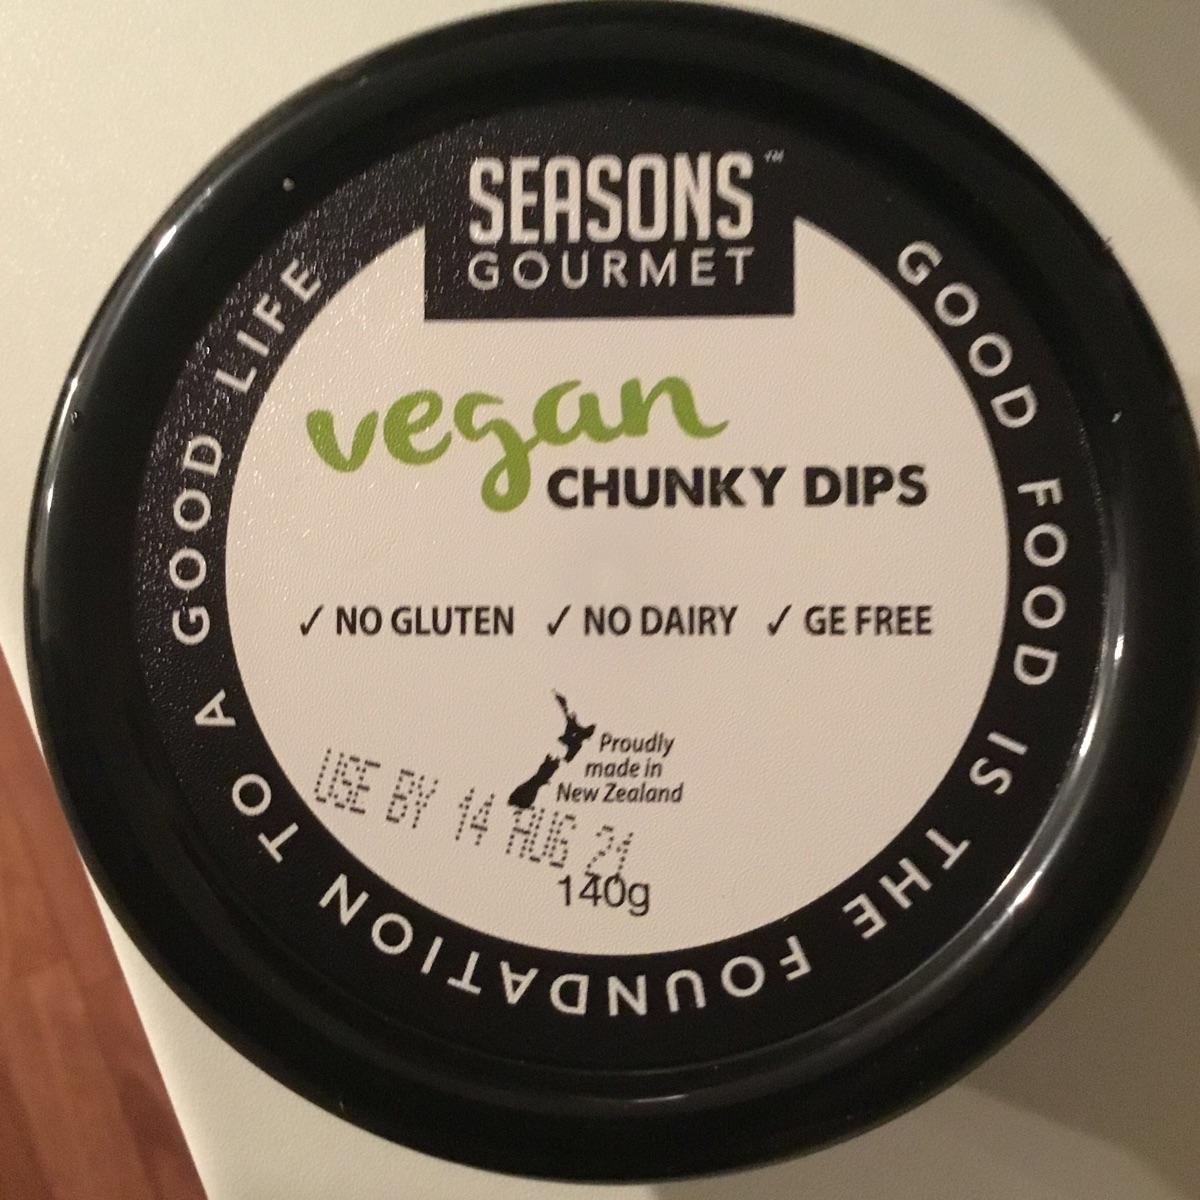 SEASONS™
GOURMET
vegan
CHUNKY DIPS
✓ NO GLUTEN ✓ NO DAIRY ✓ GE FREE
Proudly
made in
New Zealand
USE BY 14 AUG 21
140g
GOOD FOOD IS THE FOUNDATION TO A GOOD LIFE